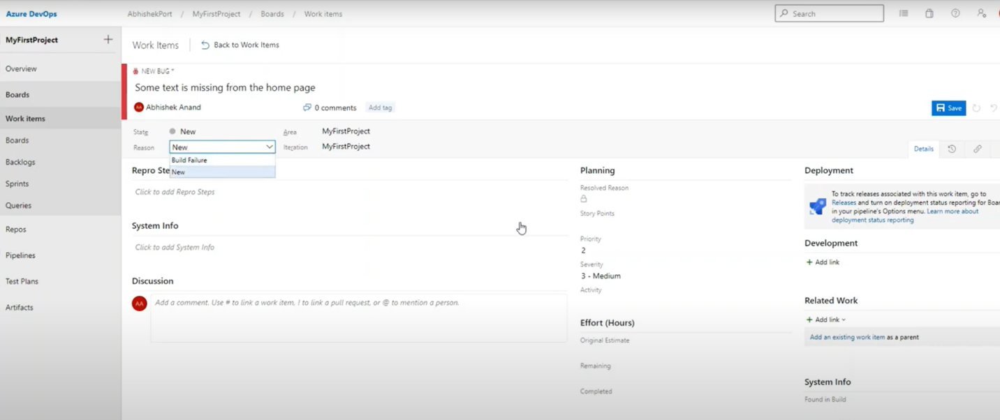 Azure DevOps
AbhishekPort / MyFirstProject / Boards / Work items
Search
MyFirstProject
Overview
Boards
Work items
Boards
Backlogs
Sprints
Queries
Repos
Pipelines
Test Plans
Artifacts
Work Items
Back to Work Items
NEW BUG *
Some text is missing from the home page
AA Abhishek Anand
0 comments
Add tag
Save
State
New
Area
MyFirstProject
Reason
New
Iteration
MyFirstProject
Build Failure
New
Details
Repro Ste
Click to add Repro Steps
System Info
Click to add System Info
Discussion
AA
Add a comment. Use # to link a work item, ! to link a pull request, or @ to mention a person.
Planning
Resolved Reason
Story Points
Priority
2
Severity
3 - Medium
Activity
Effort (Hours)
Original Estimate
Remaining
Completed
Deployment
To track releases associated with this work item, go to
Releases and turn on deployment status reporting for Boar
in your pipeline's Options menu. Learn more about
deployment status reporting
Development
+ Add link
Related Work
+ Add link
Add an existing work item as a parent
System Info
Found in Build